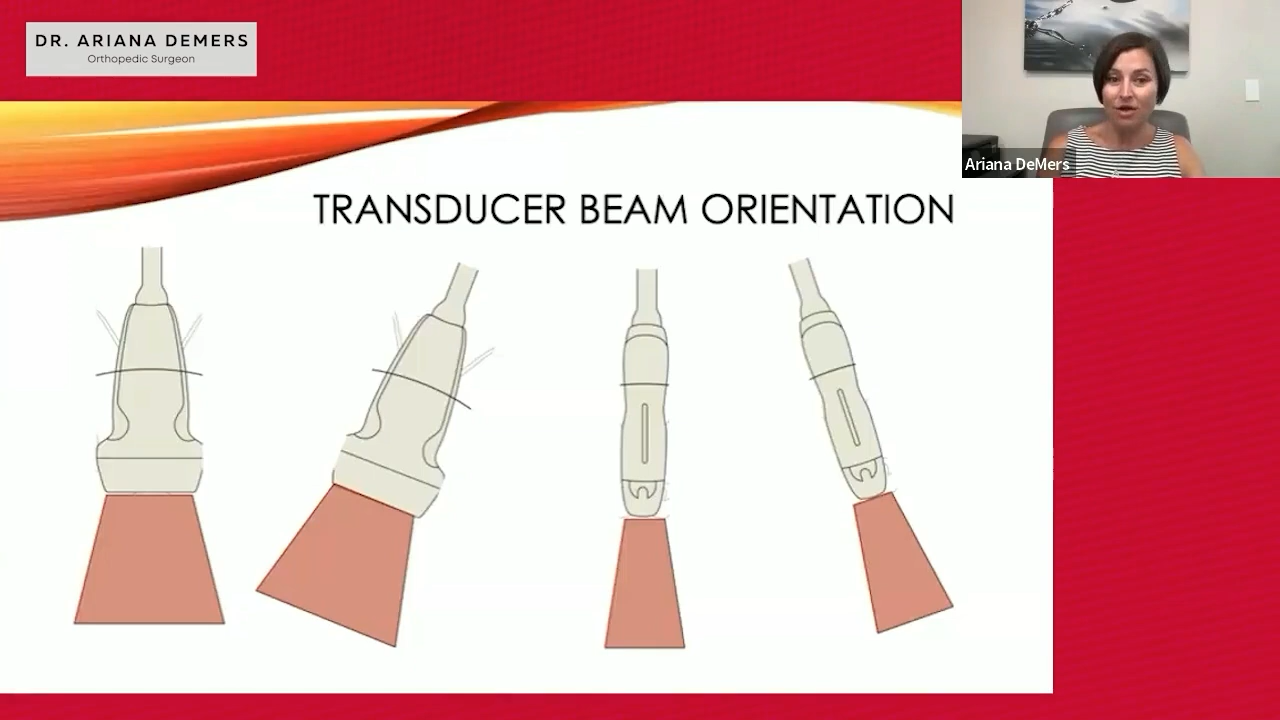 DR. ARIANA DEMERS
Orthopedic Surgeon
Ariana DeMers
TRANSDUCER BEAM ORIENTATION